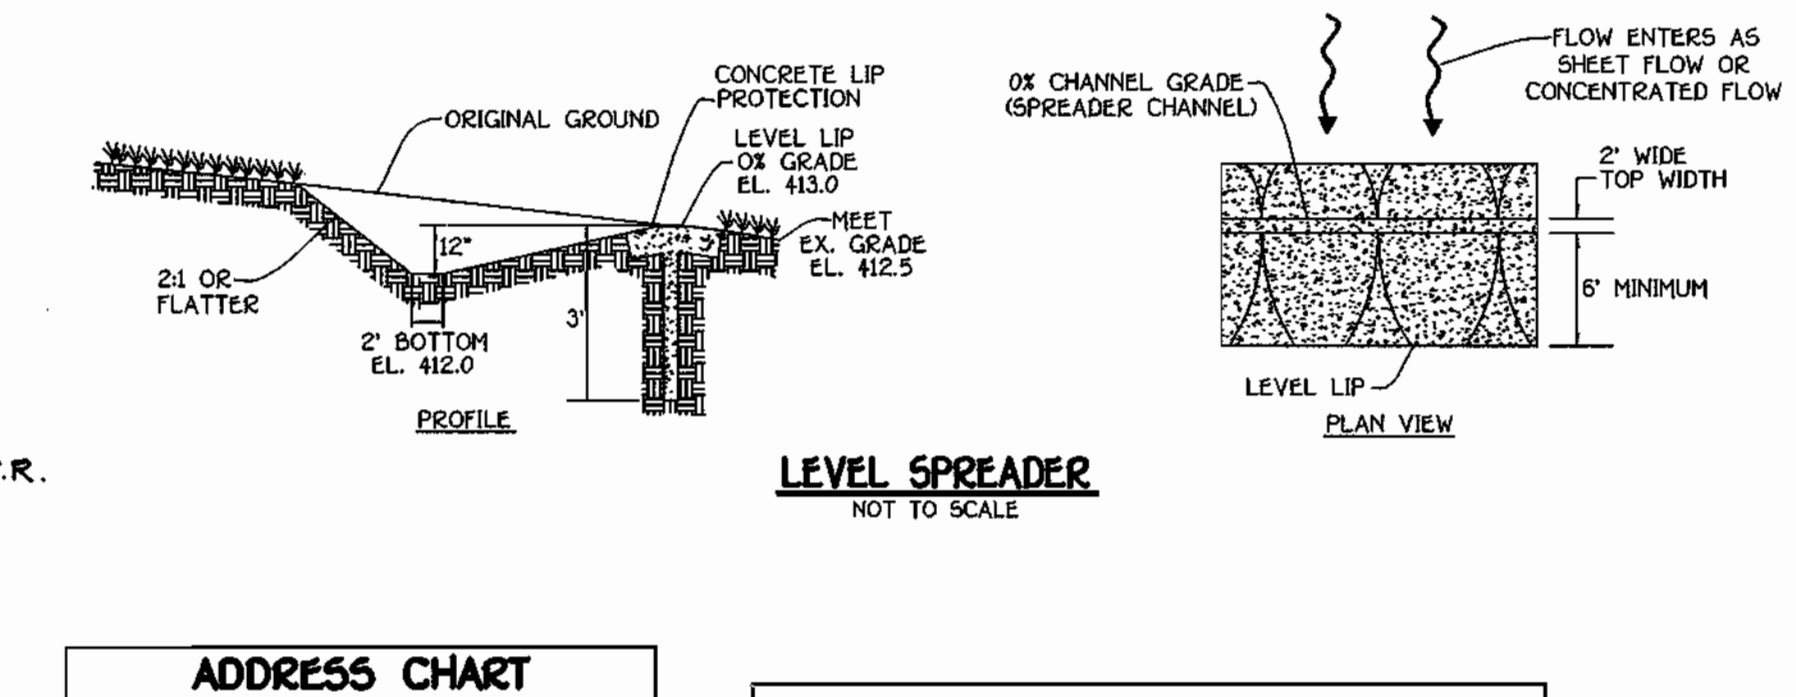 CONCRETE LIP
PROTECTION
ORIGINAL GROUND
LEVEL LIP
0% GRADE
EL. 413.0
MEET
EX. GRADE
EL. 412.5
12"
2:1 OR
FLATTER
3'
2' BOTTOM
EL. 412.0
PROFILE
FLOW ENTERS AS
SHEET FLOW OR
CONCENTRATED FLOW
0% CHANNEL GRADE
(SPREADER CHANNEL)
2' WIDE
TOP WIDTH
6' MINIMUM
LEVEL LIP
PLAN VIEW
.R.
LEVEL SPREADER
NOT TO SCALE
ADDRESS CHART